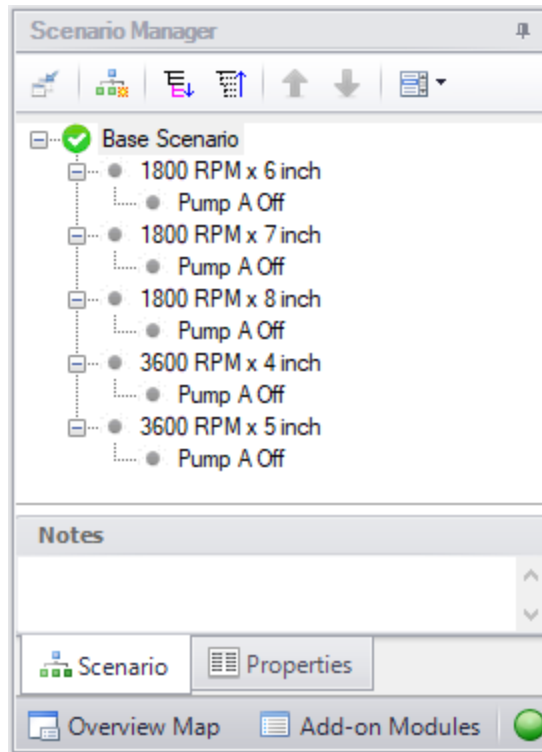 Scenario Manager
Base Scenario
1800 RPM x 6 inch
Pump A Off
1800 RPM x 7 inch
Pump A Off
1800 RPM x 8 inch
Pump A Off
3600 RPM x 4 inch
Pump A Off
3600 RPM x 5 inch
Pump A Off
Notes
Scenario Properties
Overview Map Add-on Modules